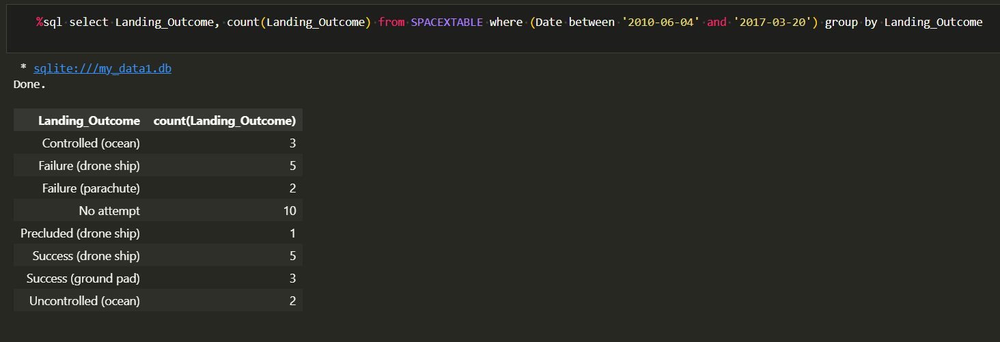 %sql select Landing_Outcome, count(Landing_Outcome) from SPACEXTABLE where (Date between '2010-06-04' and '2017-03-20') group by Landing_Outcome
* sqlite:///my_data1.db
Done.
Landing_Outcome count(Landing_Outcome)
Controlled (ocean) 3
Failure (drone ship) 5
Failure (parachute) 2
No attempt 10
Precluded (drone ship) 1
Success (drone ship) 5
Success (ground pad) 3
Uncontrolled (ocean) 2